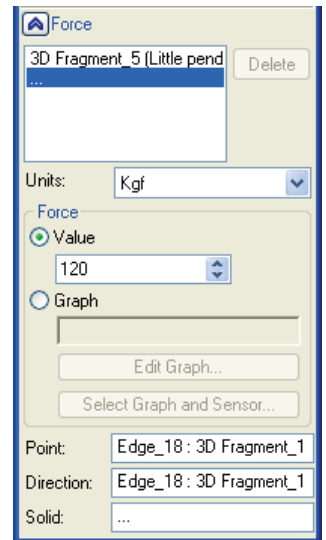 Force
3D Fragment_5 (Little pend
...
Delete
Units:
Kgf
Force
Value
120
Graph
Edit Graph...
Select Graph and Sensor...
Point:
Edge_18 : 3D Fragment_1
Direction:
Edge_18 : 3D Fragment_1
Solid:
...